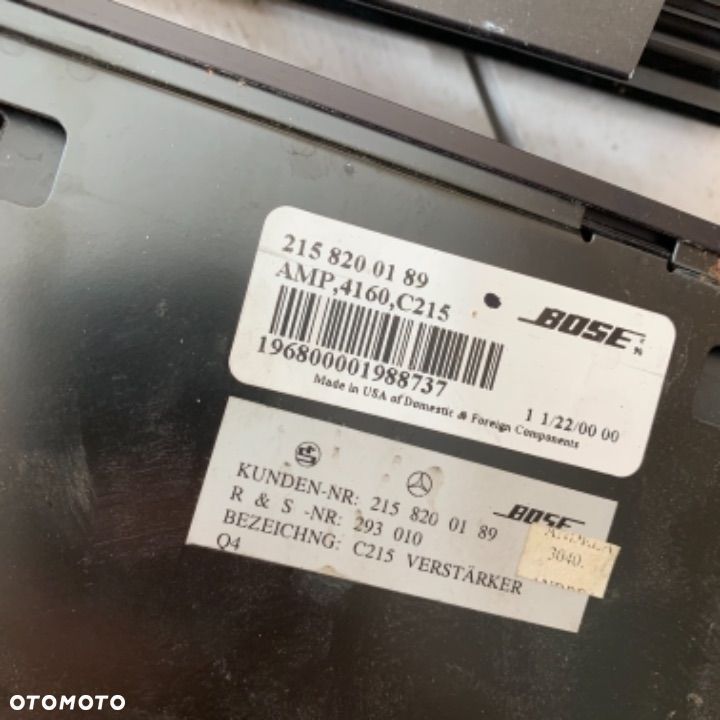 215 820 01 89
AMP,4160,C215
BOSE
196800001988737
Made in USA of Domestic & Foreign Components
1 1/22/00 00
KUNDEN-NR: 215 820 01 89
R & S -NR: 293 010
BEZEICHNG: C215 VERSTÄRKER
Q4
BOSE
3040.
OTOMOTO